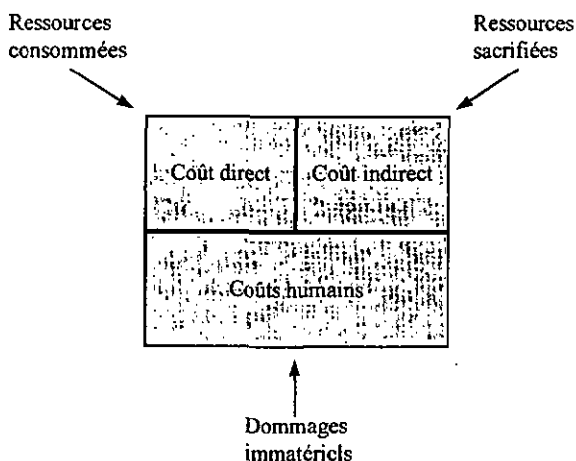 Ressources
consommées
Ressources
sacrifiées
Coût direct
Coût indirect
Coûts humains
Dommages
immatériels